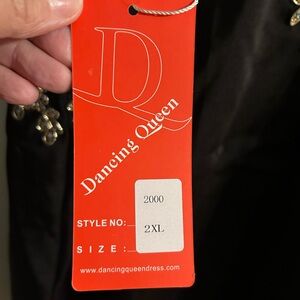 DQ
Dancing Queen
STYLE NO: 2000
SIZE: 2XL
www.dancingqueendress.com